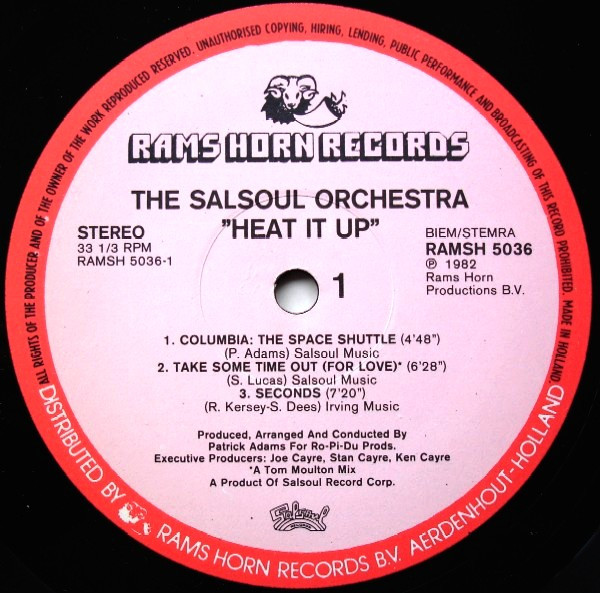 ALL RIGHTS OF THE PRODUCER AND OF THE OWNER OF THE WORK REPRODUCED RESERVED. UNAUTHORISED COPYING, HIRING, LENDING, PUBLIC PERFORMANCE AND BROADCASTING OF THIS RECORD PROHIBITED. MADE IN HOLLAND.
RAMS HORN RECORDS
THE SALSOUL ORCHESTRA
"HEAT IT UP"
STEREO
33 1/3 RPM
RAMSH 5036-1
BIEM/STEMRA
RAMSH 5036
℗ 1982
Rams Horn
Productions B.V.
1
1. COLUMBIA: THE SPACE SHUTTLE (4'48")
(P. Adams) Salsoul Music
2. TAKE SOME TIME OUT (FOR LOVE)* (6'28")
(S. Lucas) Salsoul Music
3. SECONDS (7'20")
(R. Kersey-S. Dees) Irving Music
Produced, Arranged And Conducted By
Patrick Adams For Ro-Pi-Du Prods.
Executive Producers: Joe Cayre, Stan Cayre, Ken Cayre
*A Tom Moulton Mix
A Product Of Salsoul Record Corp.
Salsoul
DISTRIBUTED BY RAMS HORN RECORDS B.V. AERDENHOUT-HOLLAND